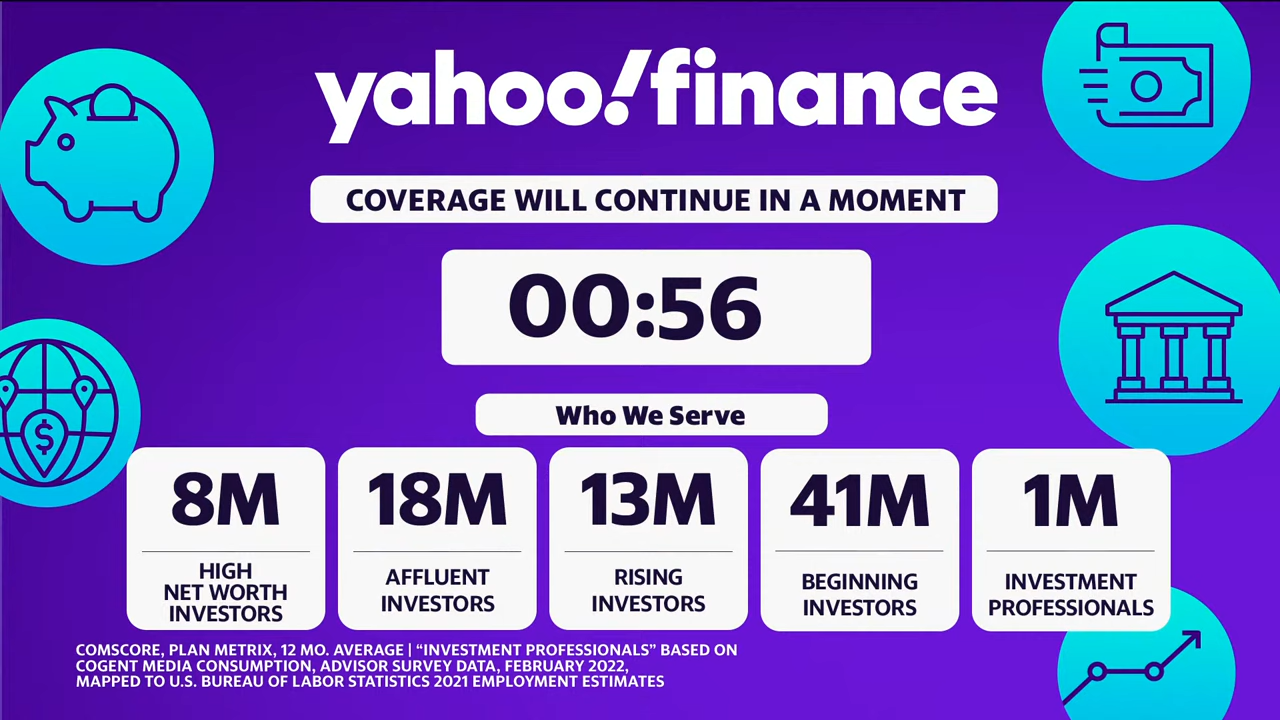 yahoo!finance
COVERAGE WILL CONTINUE IN A MOMENT
00:56
Who We Serve
8M
HIGH
NET WORTH
INVESTORS
18M
AFFLUENT
INVESTORS
13M
RISING
INVESTORS
41M
BEGINNING
INVESTORS
1M
INVESTMENT
PROFESSIONALS
$
COMSCORE, PLAN METRIX, 12 MO. AVERAGE | “INVESTMENT PROFESSIONALS” BASED ON
COGENT MEDIA CONSUMPTION, ADVISOR SURVEY DATA, FEBRUARY 2022,
MAPPED TO U.S. BUREAU OF LABOR STATISTICS 2021 EMPLOYMENT ESTIMATES